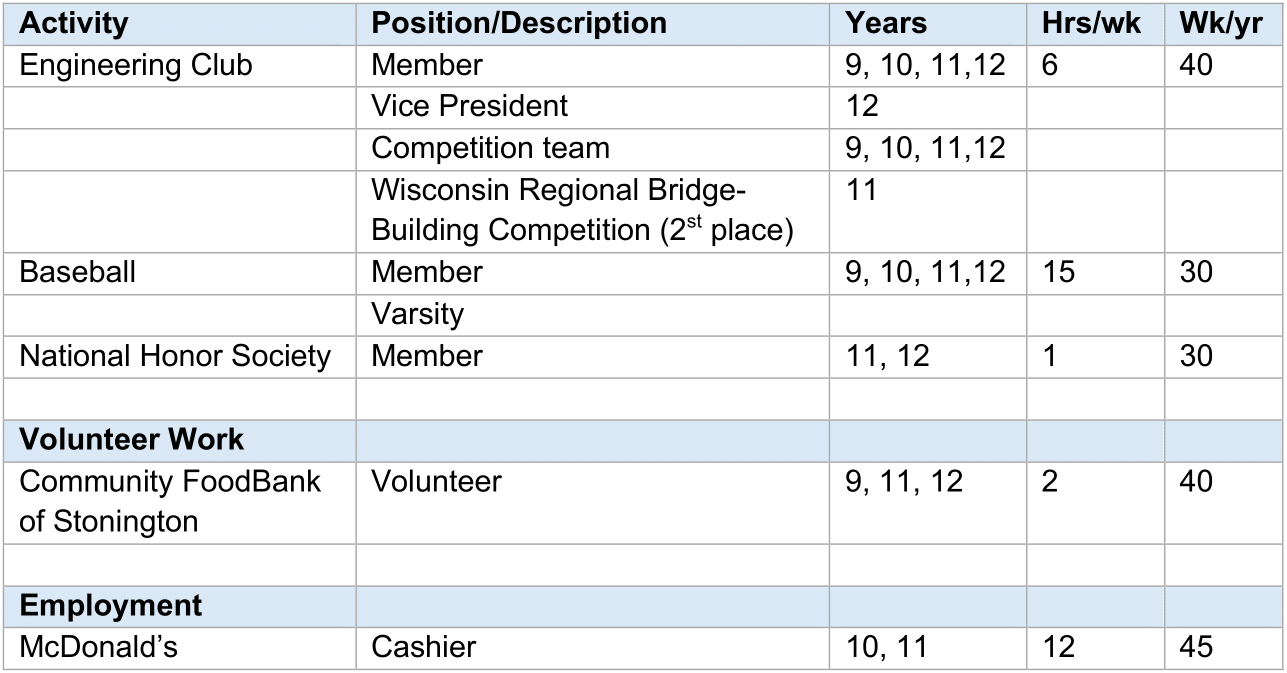 Activity Position/Description Years Hrs/wk Wk/yr
Engineering Club Member 9, 10, 11,12 6 40
Vice President 12
Competition team 9, 10, 11,12
Wisconsin Regional Bridge- 11
Building Competition (2st place)
Baseball Member 9, 10, 11,12 15 30
Varsity
National Honor Society Member 11, 12 1 30
Volunteer Work
Community FoodBank Volunteer 9, 11, 12 2 40
of Stonington
Employment
McDonald’s Cashier 10, 11 12 45